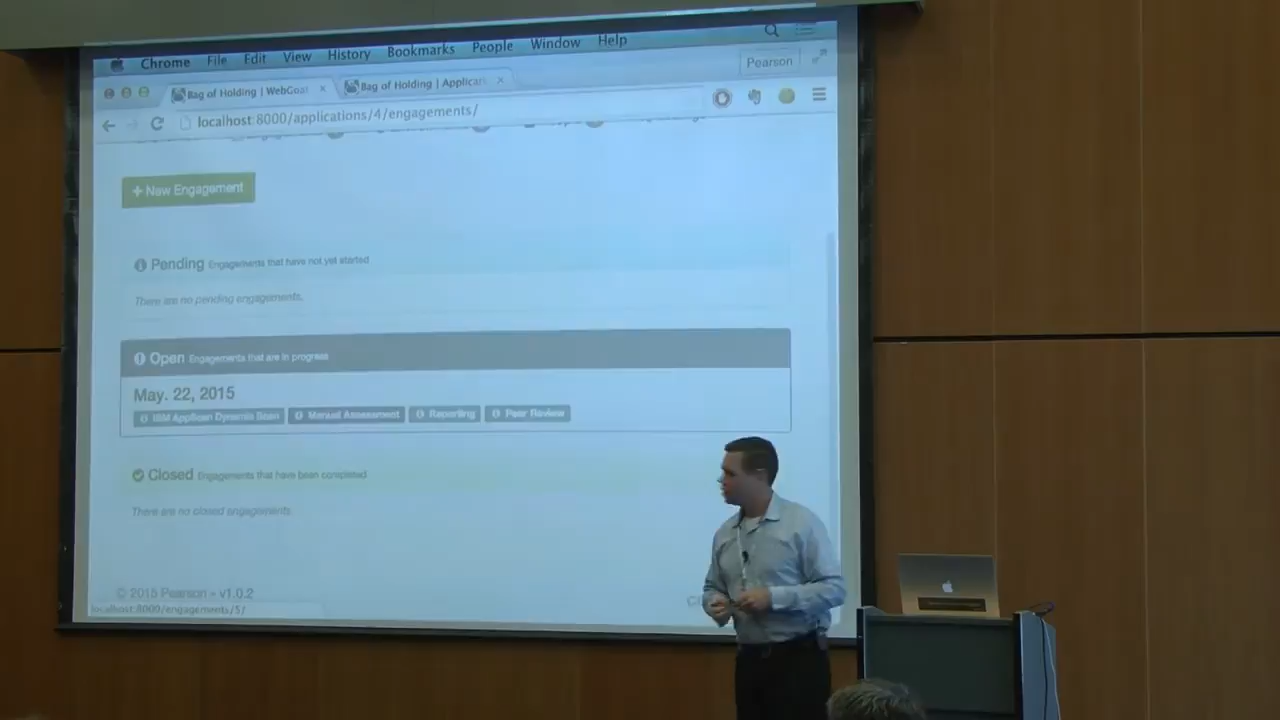 Chrome File Edit View History Bookmarks People Window Help
Pearson
Bag of Holding | WebGoat Bag of Holding | Applican
localhost:8000/applications/4/engagements/
+ New Engagement
Pending Engagements that have not yet started
There are no pending engagements.
Open Engagements that are in progress
May. 22, 2015
IBM AppScan Dynamic Scan Manual Assessment Reporting Peer Review
Closed Engagements that have been completed
There are no closed engagements.
© 2015 Pearson - v1.0.2
localhost:8000/engagements/5/